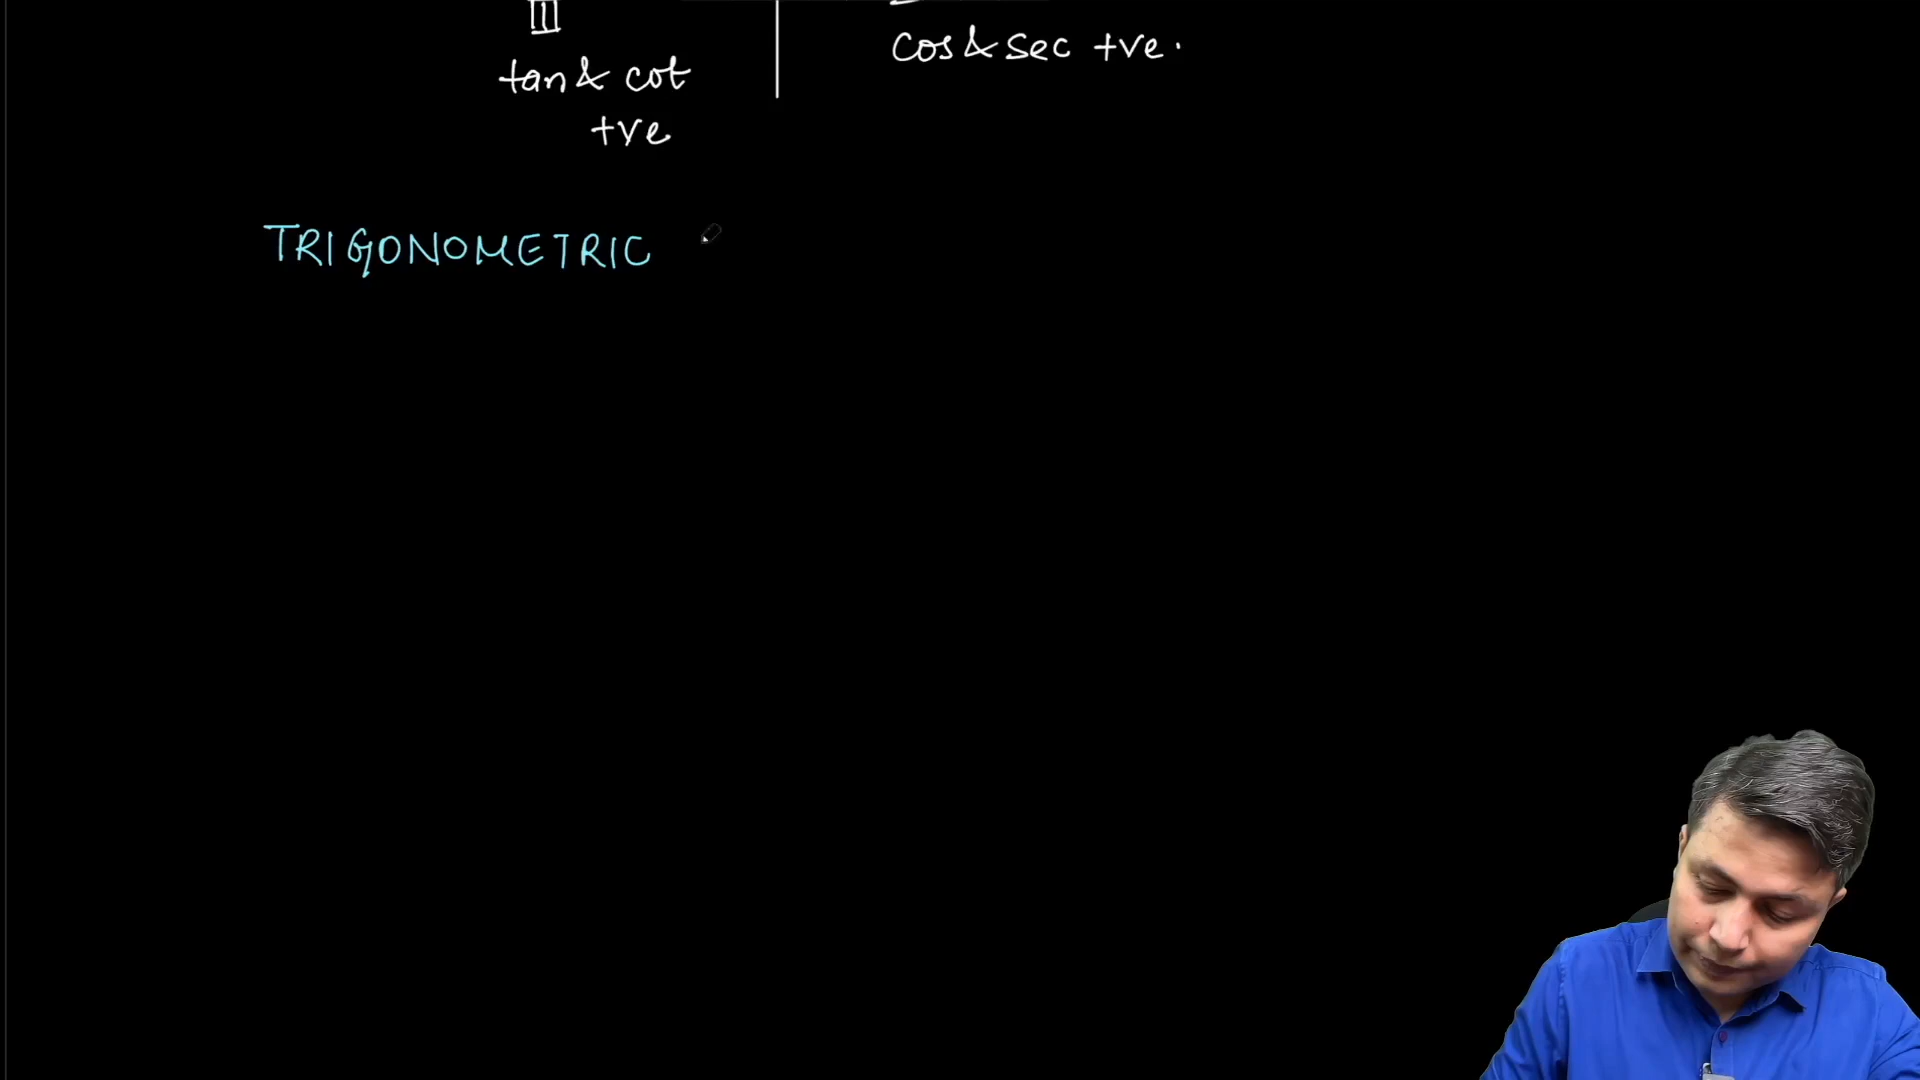 III
tan & cot
+ve
cos & sec +ve.
TRIGONOMETRIC